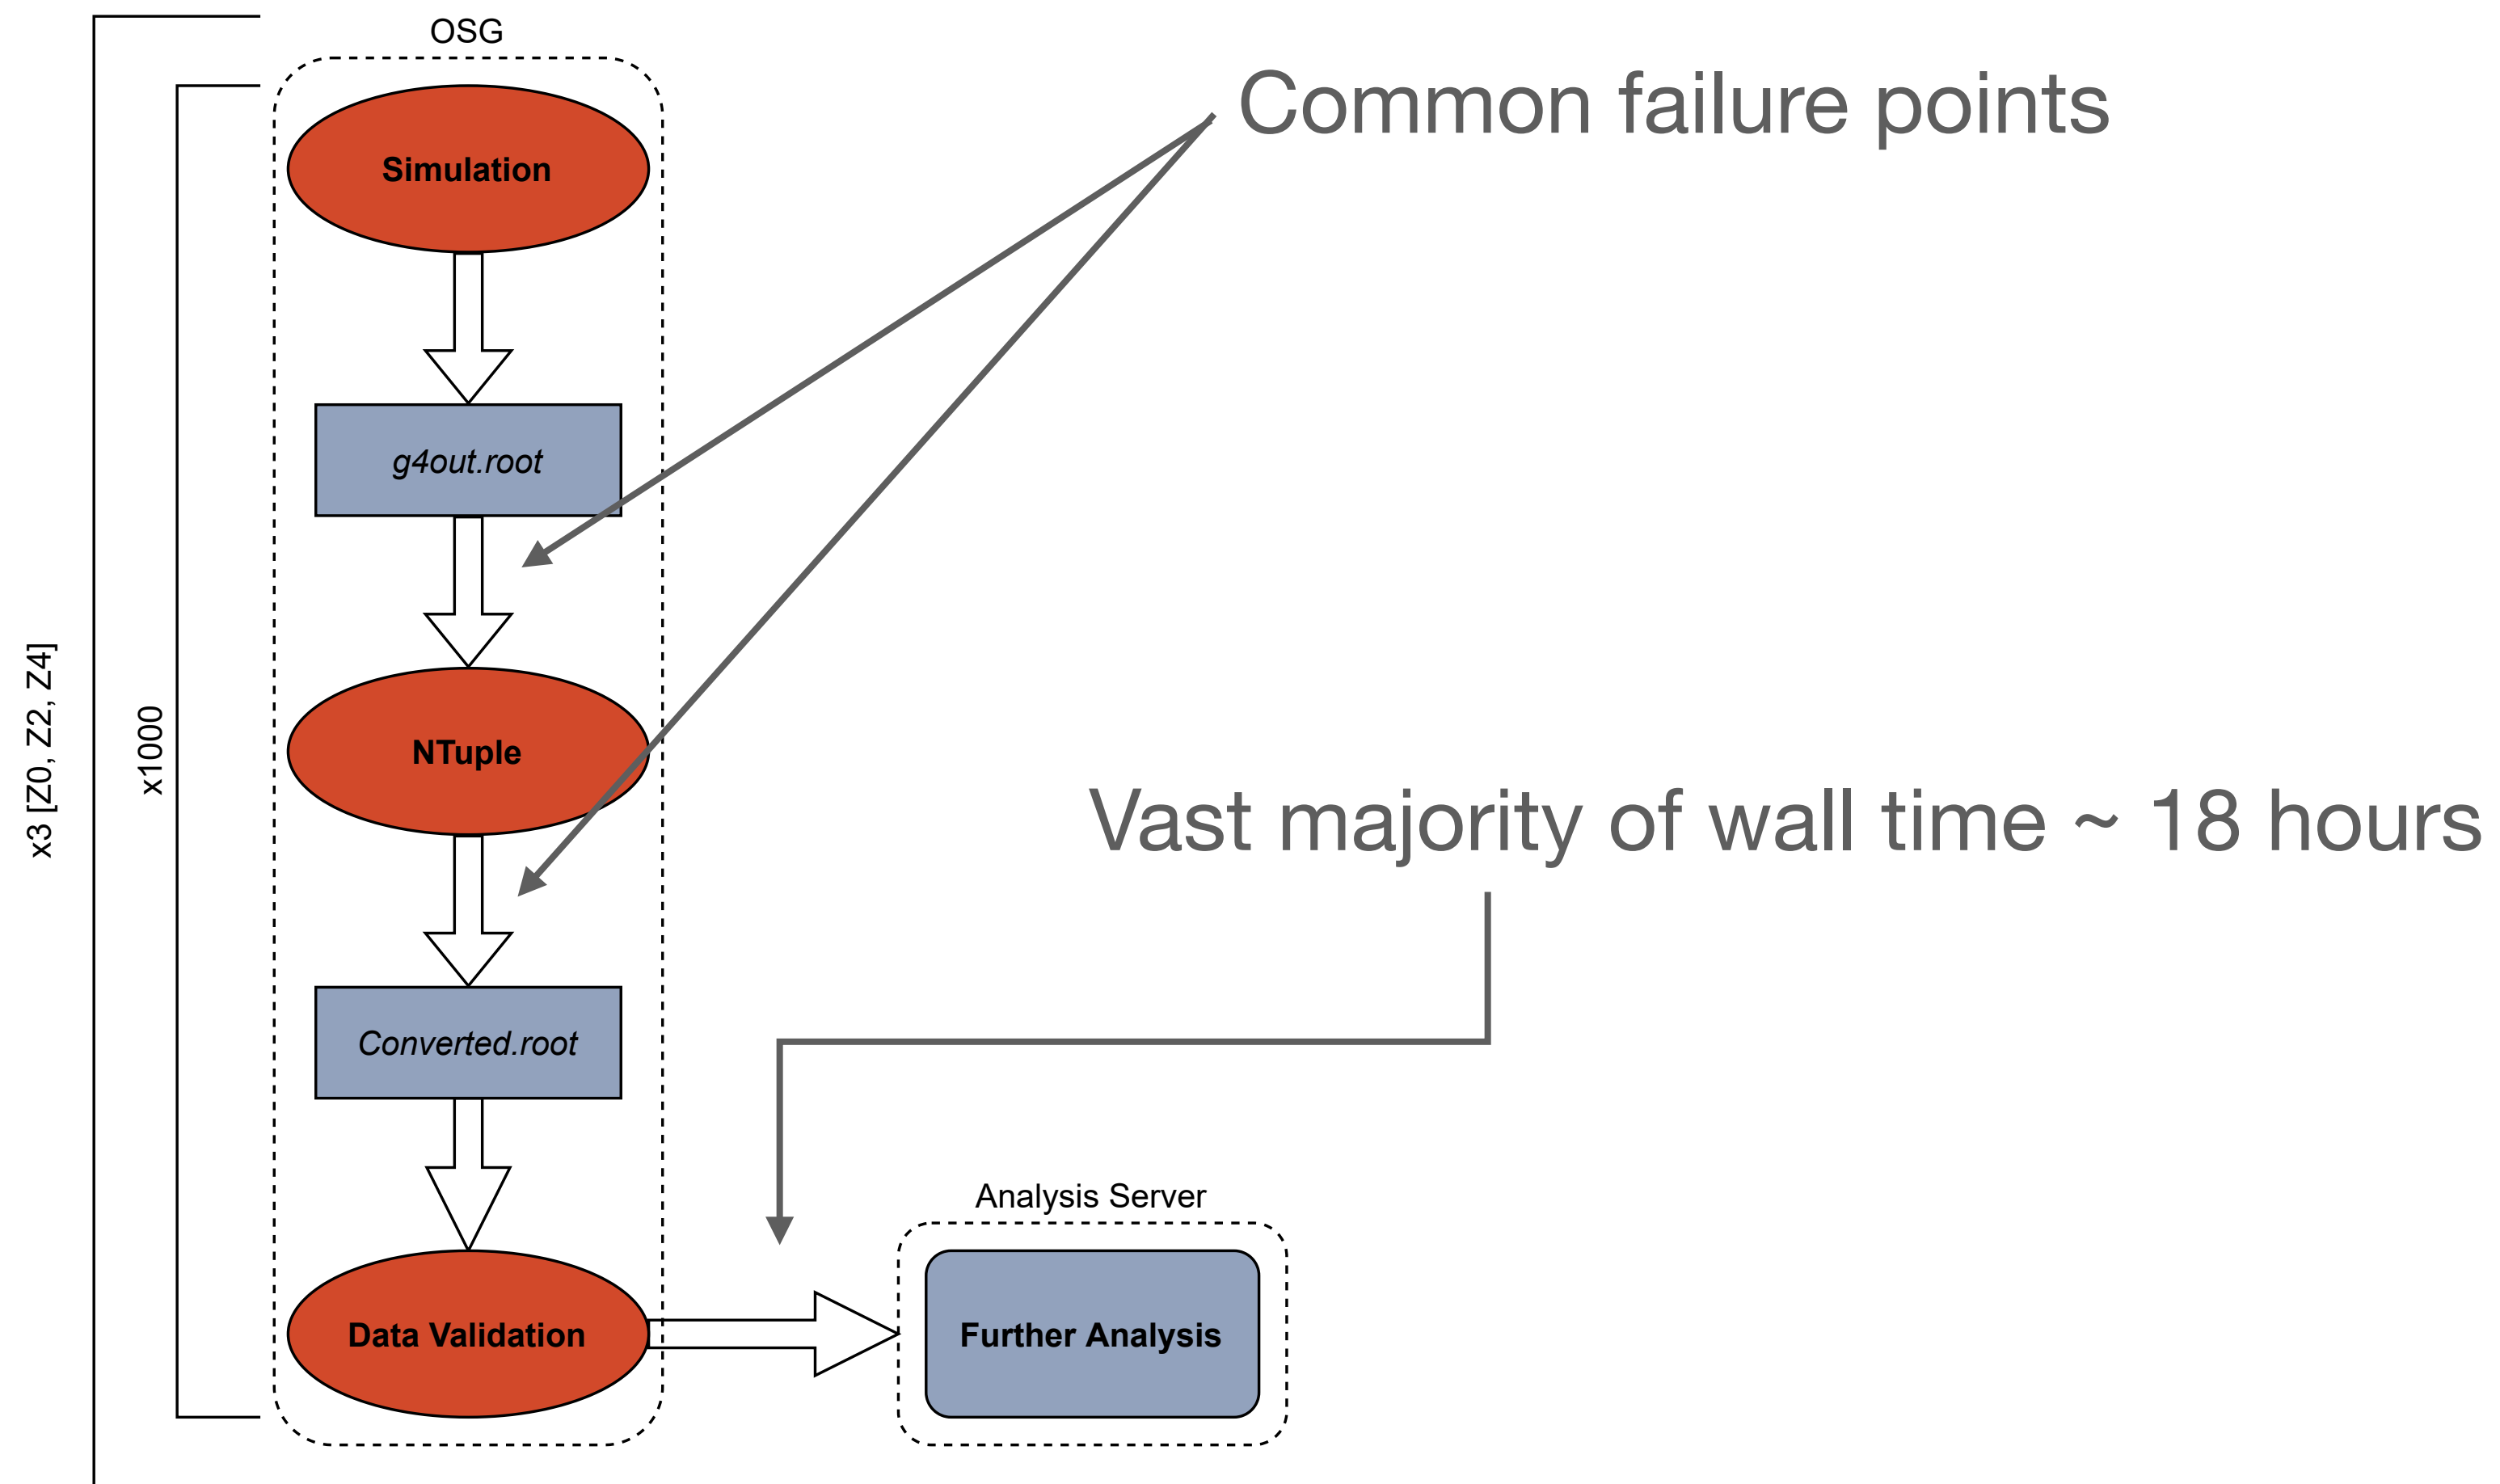 OSG
Common failure points
Simulation
g4out.root
x3 [Z0, Z2, Z4]
x1000
NTuple
Vast majority of wall time ~ 18 hours
Converted.root
Analysis Server
Data Validation
Further Analysis